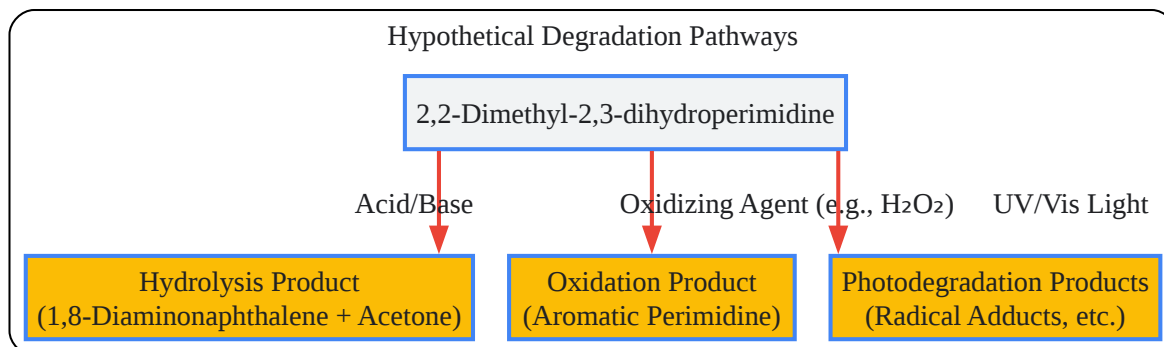 Hypothetical Degradation Pathways
2,2-Dimethyl-2,3-dihydroperimidine
Acid/Base
Oxidizing Agent (e.g., H₂O₂)
UV/Vis Light
Hydrolysis Product
(1,8-Diaminonaphthalene + Acetone)
Oxidation Product
(Aromatic Perimidine)
Photodegradation Products
(Radical Adducts, etc.)